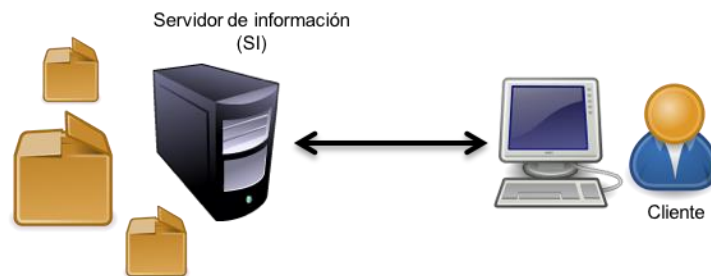 Servidor de información
(SI)
Cliente